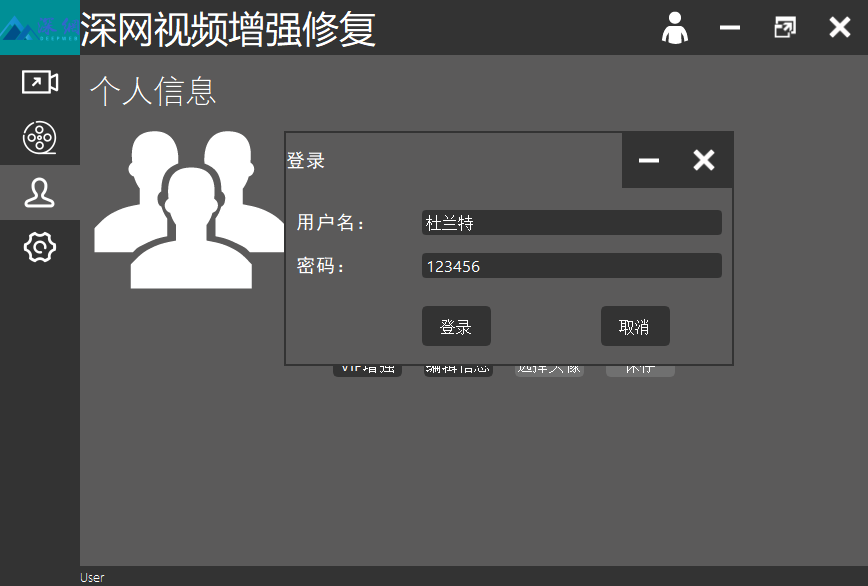 深网视频增强修复
个人信息
登录
用户名：
杜兰特
密码：
123456
登录
取消
VIP增强
编辑信息
选择头像
保存
User